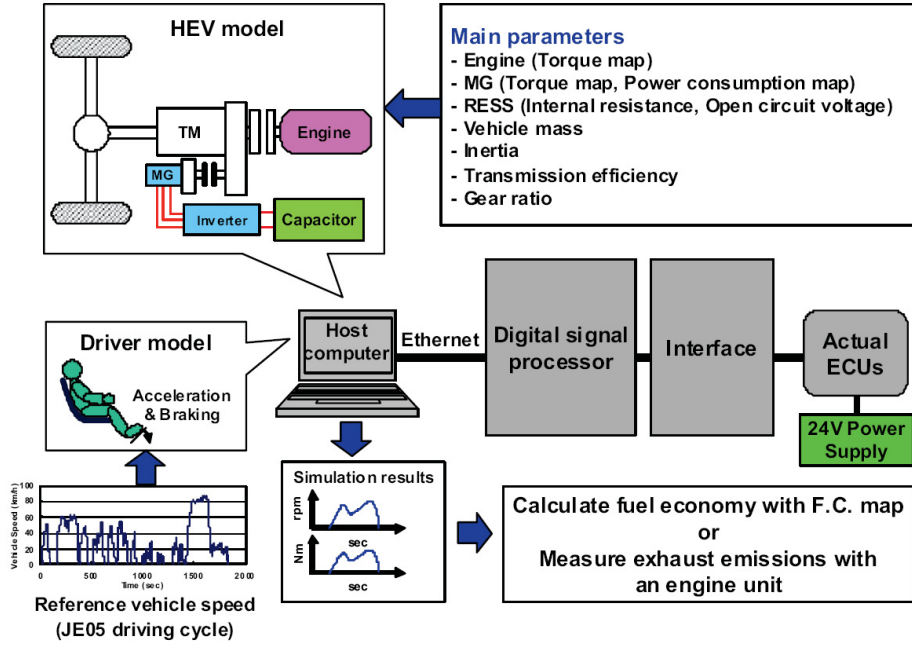 HEV model
TM
Engine
MG
Inverter
Capacitor
Main parameters
- Engine (Torque map)
- MG (Torque map, Power consumption map)
- RESS (Internal resistance, Open circuit voltage)
- Vehicle mass
- Inertia
- Transmission efficiency
- Gear ratio
Driver model
Acceleration
& Braking
Host
computer
Ethernet
Digital signal
processor
Interface
Actual
ECUs
24V Power
Supply
Vehicle Speed (km/h)
100
80
60
40
20
0
0
500
1000
1500
2000
Time (sec)
Reference vehicle speed
(JE05 driving cycle)
Simulation results
rpm
sec
Nm
sec
Calculate fuel economy with F.C. map
or
Measure exhaust emissions with
an engine unit